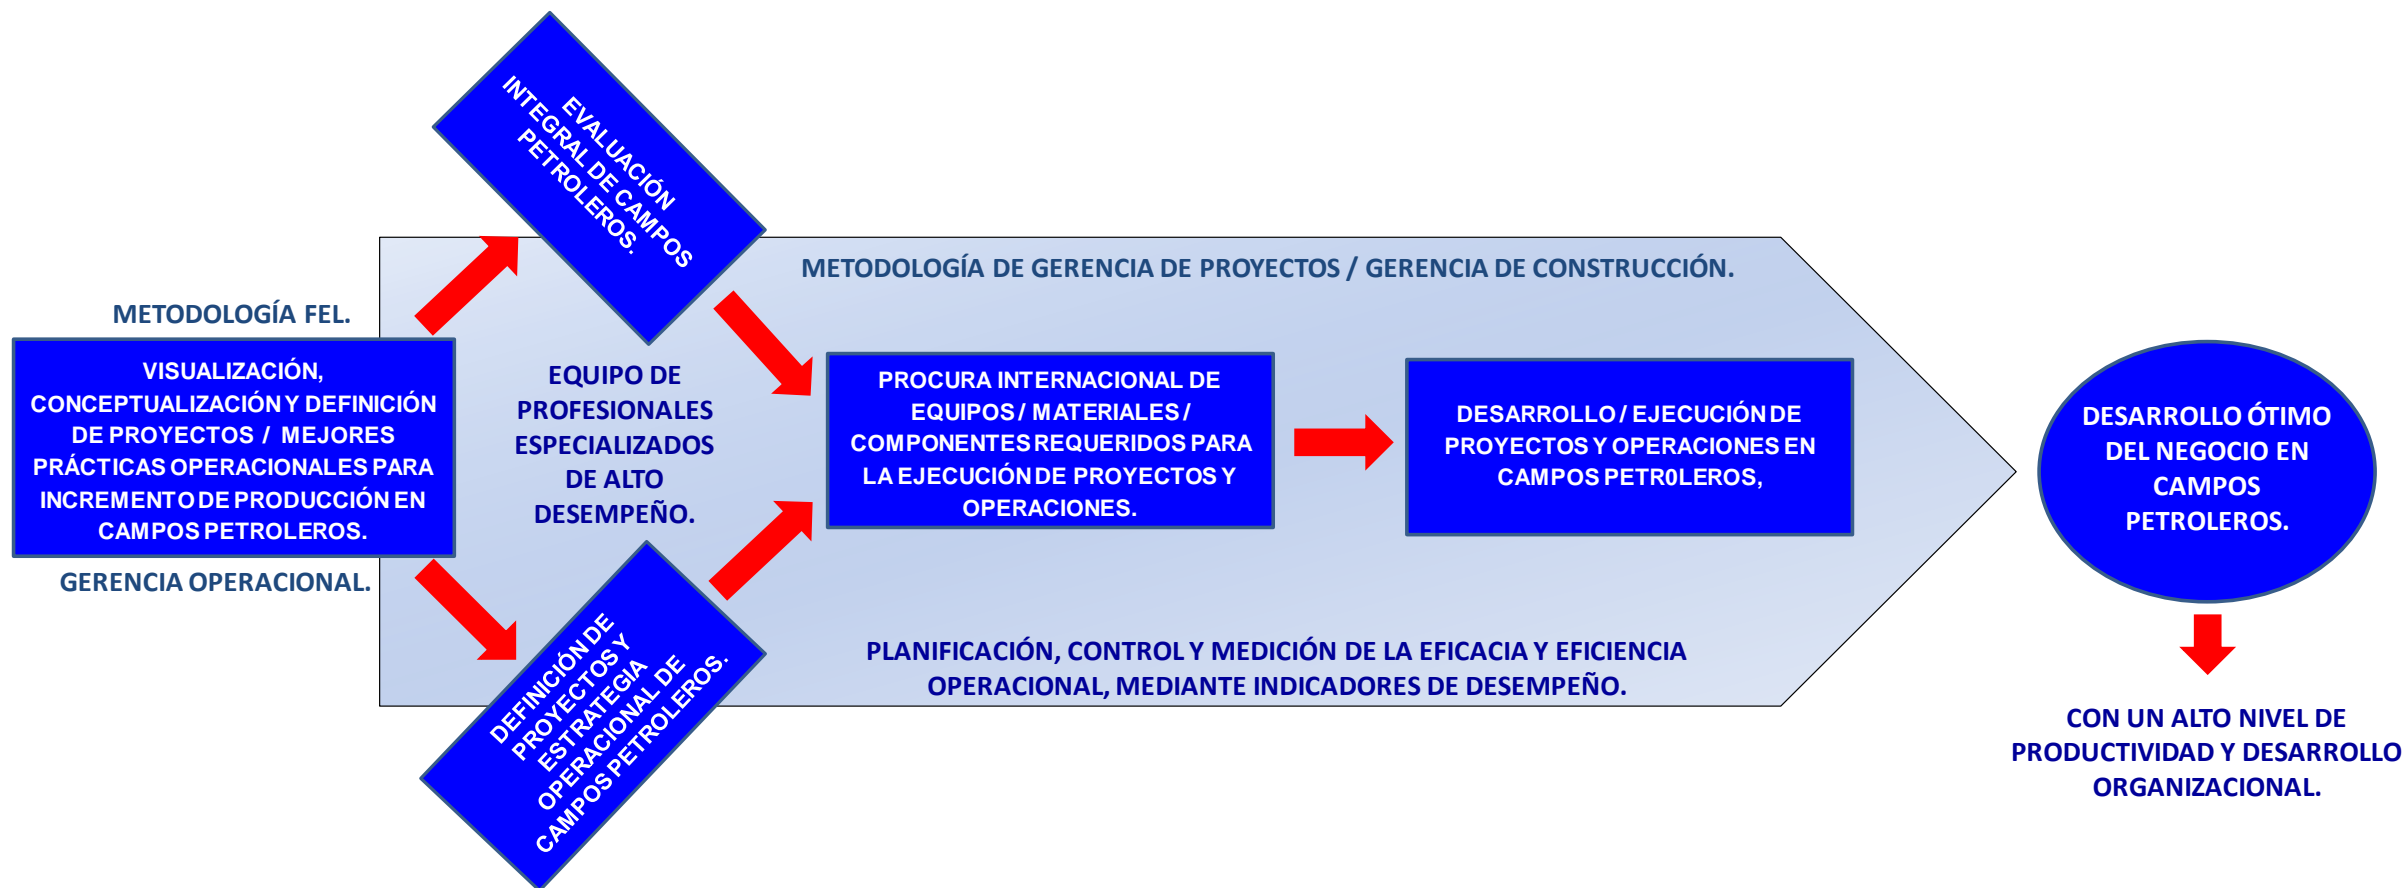 METODOLOGÍA FEL.
VISUALIZACIÓN,
CONCEPTUALIZACIÓN Y DEFINICIÓN
DE PROYECTOS / MEJORES
PRÁCTICAS OPERACIONALES PARA
INCREMENTO DE PRODUCCIÓN EN
CAMPOS PETROLEROS.
GERENCIA OPERACIONAL.
EVALUACIÓN
INTEGRAL DE CAMPOS
PETROLEROS.
EQUIPO DE
PROFESIONALES
ESPECIALIZADOS
DE ALTO
DESEMPEÑO.
DEFINICIÓN DE
PROYECTOS Y
ESTRATEGIA
OPERACIONAL DE
CAMPOS PETROLEROS.
METODOLOGÍA DE GERENCIA DE PROYECTOS / GERENCIA DE CONSTRUCCIÓN.
PROCURA INTERNACIONAL DE
EQUIPOS / MATERIALES /
COMPONENTES REQUERIDOS PARA
LA EJECUCIÓN DE PROYECTOS Y
OPERACIONES.
DESARROLLO / EJECUCIÓN DE
PROYECTOS Y OPERACIONES EN
CAMPOS PETR0LEROS,
PLANIFICACIÓN, CONTROL Y MEDICIÓN DE LA EFICACIA Y EFICIENCIA
OPERACIONAL, MEDIANTE INDICADORES DE DESEMPEÑO.
DESARROLLO ÓTIMO
DEL NEGOCIO EN
CAMPOS
PETROLEROS.
CON UN ALTO NIVEL DE
PRODUCTIVIDAD Y DESARROLLO
ORGANIZACIONAL.